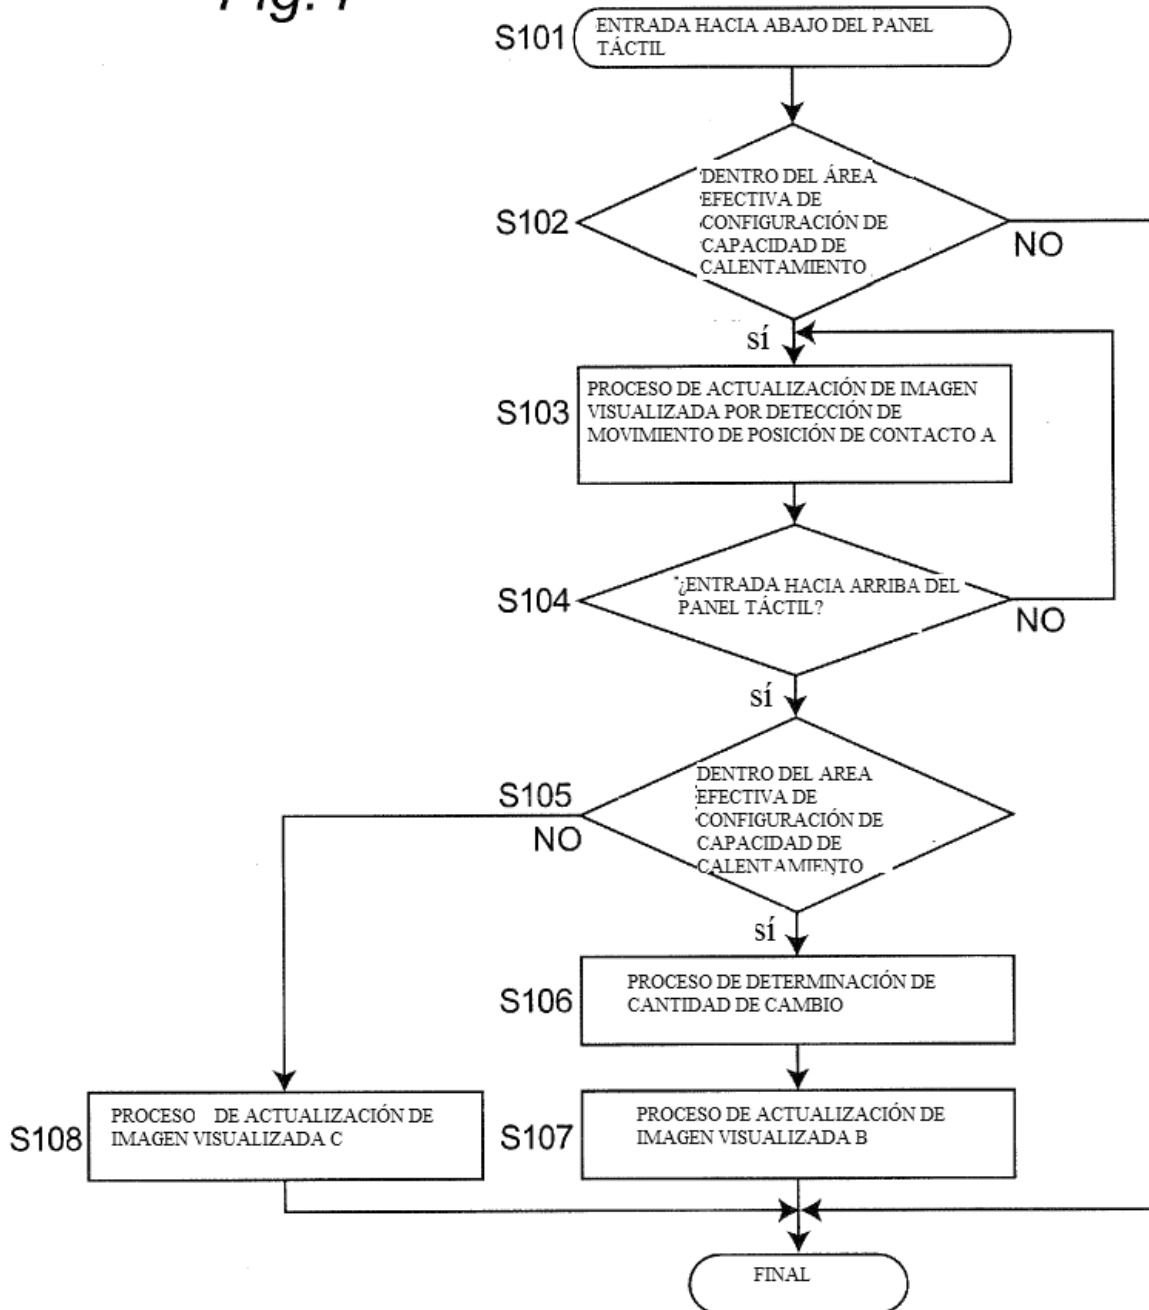 S101
ENTRADA HACIA ABAJO DEL PANEL
TÁCTIL
S102
DENTRO DEL ÁREA
EFECTIVA DE
CONFIGURACIÓN DE
CAPACIDAD DE
CALENTAMIENTO
NO
sí
S103
PROCESO DE ACTUALIZACIÓN DE IMAGEN
VISUALIZADA POR DETECCIÓN DE
MOVIMIENTO DE POSICIÓN DE CONTACTO A
S104
¿ENTRADA HACIA ARRIBA DEL
PANEL TÁCTIL?
NO
sí
S105
NO
DENTRO DEL AREA
EFECTIVA DE
CONFIGURACIÓN DE
CAPACIDAD DE
CALENTAMIENTO
sí
S106
PROCESO DE DETERMINACIÓN DE
CANTIDAD DE CAMBIO
S108
PROCESO DE ACTUALIZACIÓN DE
IMAGEN VISUALIZADA C
S107
PROCESO DE ACTUALIZACIÓN DE
IMAGEN VISUALIZADA B
FINAL